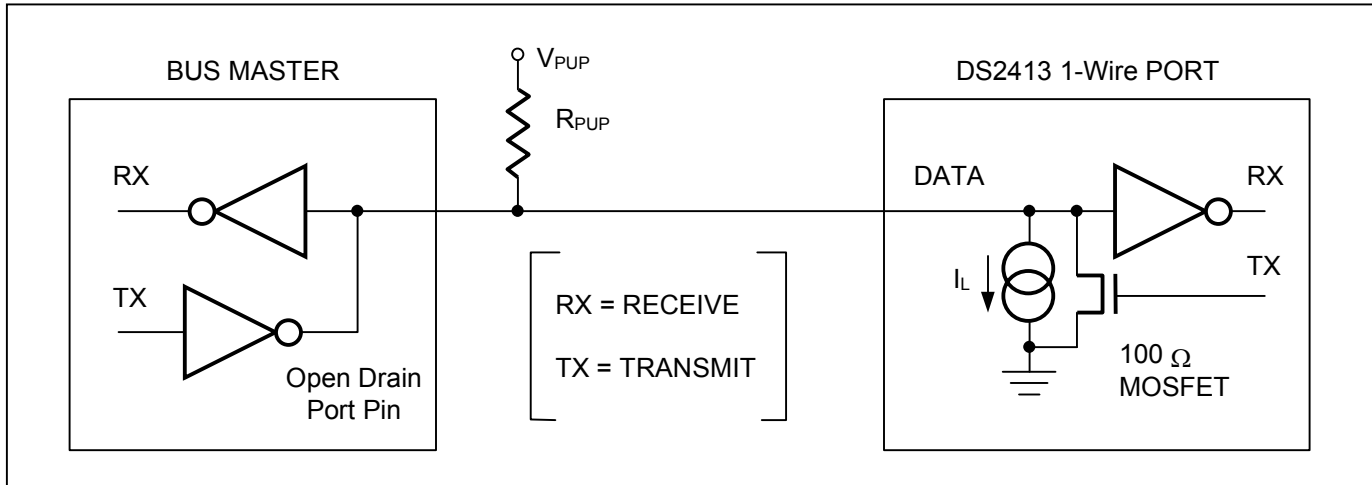 BUS MASTER
RX
TX
Open Drain
Port Pin
VPUP
RPUP
RX = RECEIVE
TX = TRANSMIT
DS2413 1-Wire PORT
DATA
RX
TX
IL
100 Ω
MOSFET